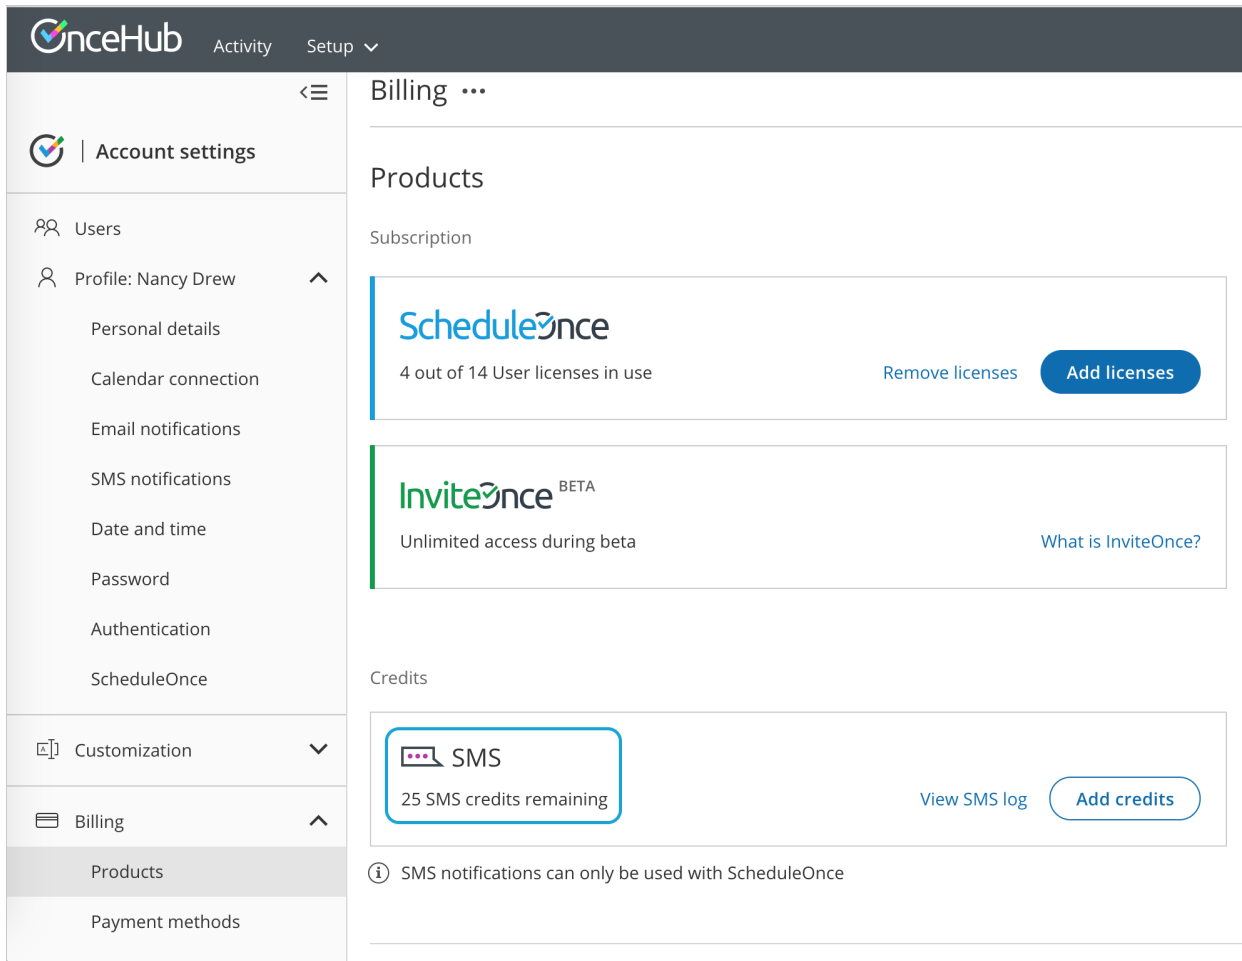 OnceHub
Activity
Setup
Account settings
Users
Profile: Nancy Drew
Personal details
Calendar connection
Email notifications
SMS notifications
Date and time
Password
Authentication
ScheduleOnce
Customization
Billing
Products
Payment methods
Billing
Products
Subscription
ScheduleOnce
4 out of 14 User licenses in use
Remove licenses
Add licenses
InviteOnce BETA
Unlimited access during beta
What is InviteOnce?
Credits
SMS
25 SMS credits remaining
View SMS log
Add credits
SMS notifications can only be used with ScheduleOnce